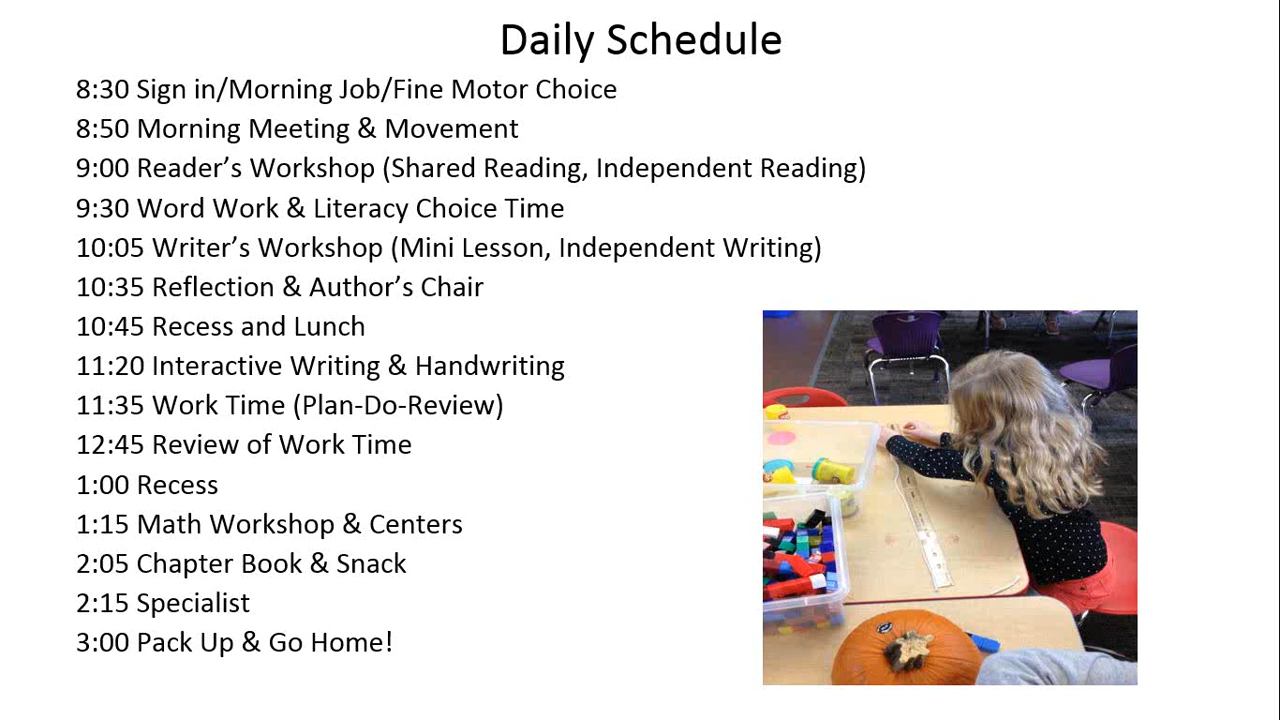 Daily Schedule
8:30 Sign in/Morning Job/Fine Motor Choice
8:50 Morning Meeting & Movement
9:00 Reader’s Workshop (Shared Reading, Independent Reading)
9:30 Word Work & Literacy Choice Time
10:05 Writer’s Workshop (Mini Lesson, Independent Writing)
10:35 Reflection & Author’s Chair
10:45 Recess and Lunch
11:20 Interactive Writing & Handwriting
11:35 Work Time (Plan-Do-Review)
12:45 Review of Work Time
1:00 Recess
1:15 Math Workshop & Centers
2:05 Chapter Book & Snack
2:15 Specialist
3:00 Pack Up & Go Home!